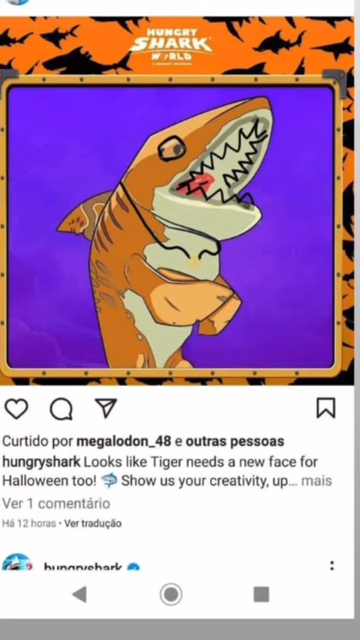 HUNGRY
SHARK
WORLD
Curtido por megalodon_48 e outras pessoas
hungryshark Looks like Tiger needs a new face for
Halloween too! Show us your creativity, up... mais
Ver 1 comentário
Há 12 horas • Ver tradução
hungryshark